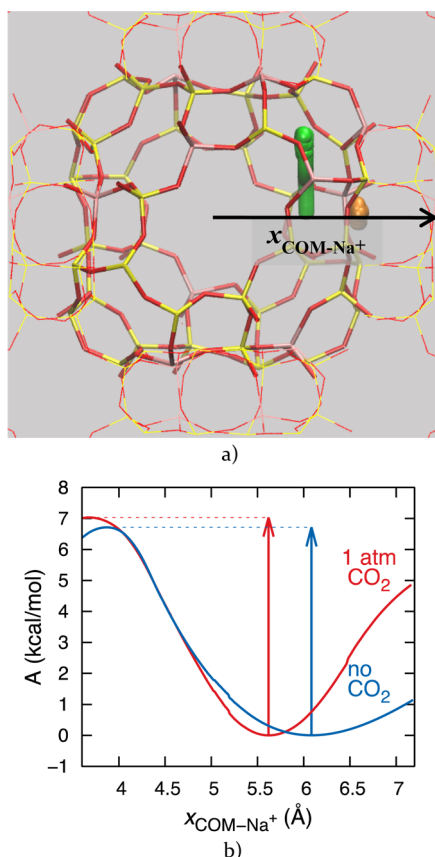 x_COM-Na⁺
a)
8
7
6
5
4
3
2
1
0
−1
A (kcal/mol)
1 atm
CO₂
no
CO₂
4 4.5 5 5.5 6 6.5 7
x_COM–Na⁺ (Å)
b)